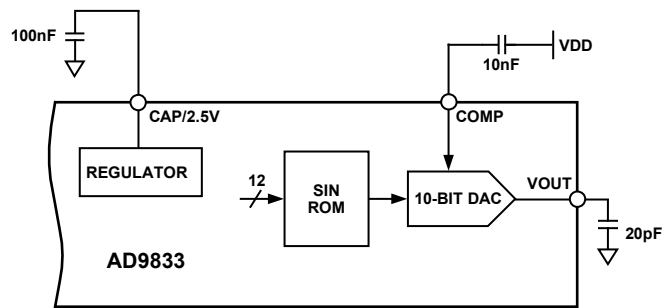 100nF
VDD
10nF
CAP/2.5V
COMP
REGULATOR
12
SIN
ROM
10-BIT DAC
VOUT
20pF
AD9833